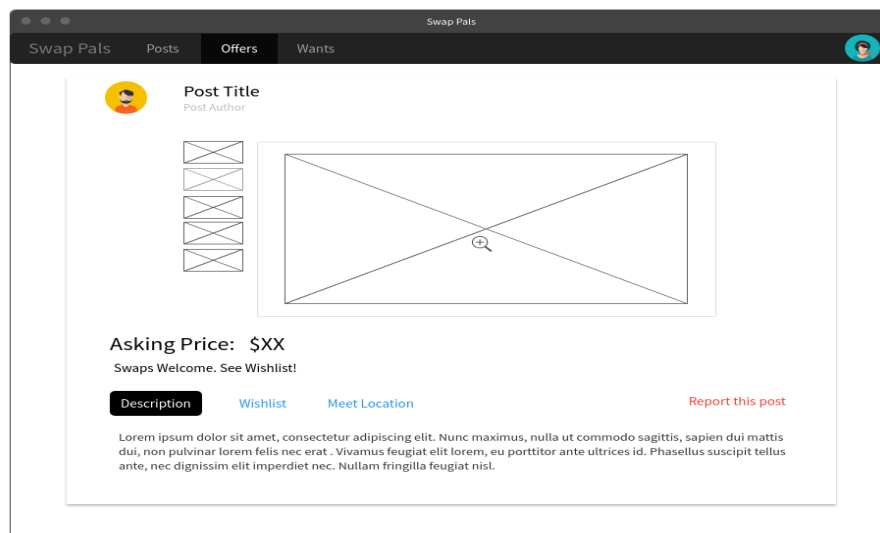 Swap Pals
Swap Pals Posts Offers Wants
Post Title
Post Author
Asking Price: $XX
Swaps Welcome. See Wishlist!
Description Wishlist Meet Location Report this post
Lorem ipsum dolor sit amet, consectetur adipiscing elit. Nunc maximus, nulla ut commodo sagittis, sapien dui mattis
dui, non pulvinar lorem felis nec erat . Vivamus feugiat elit lorem, eu porttitor ante ultrices id. Phasellus suscipit tellus
ante, nec dignissim elit imperdiet nec. Nullam fringilla feugiat nisl.